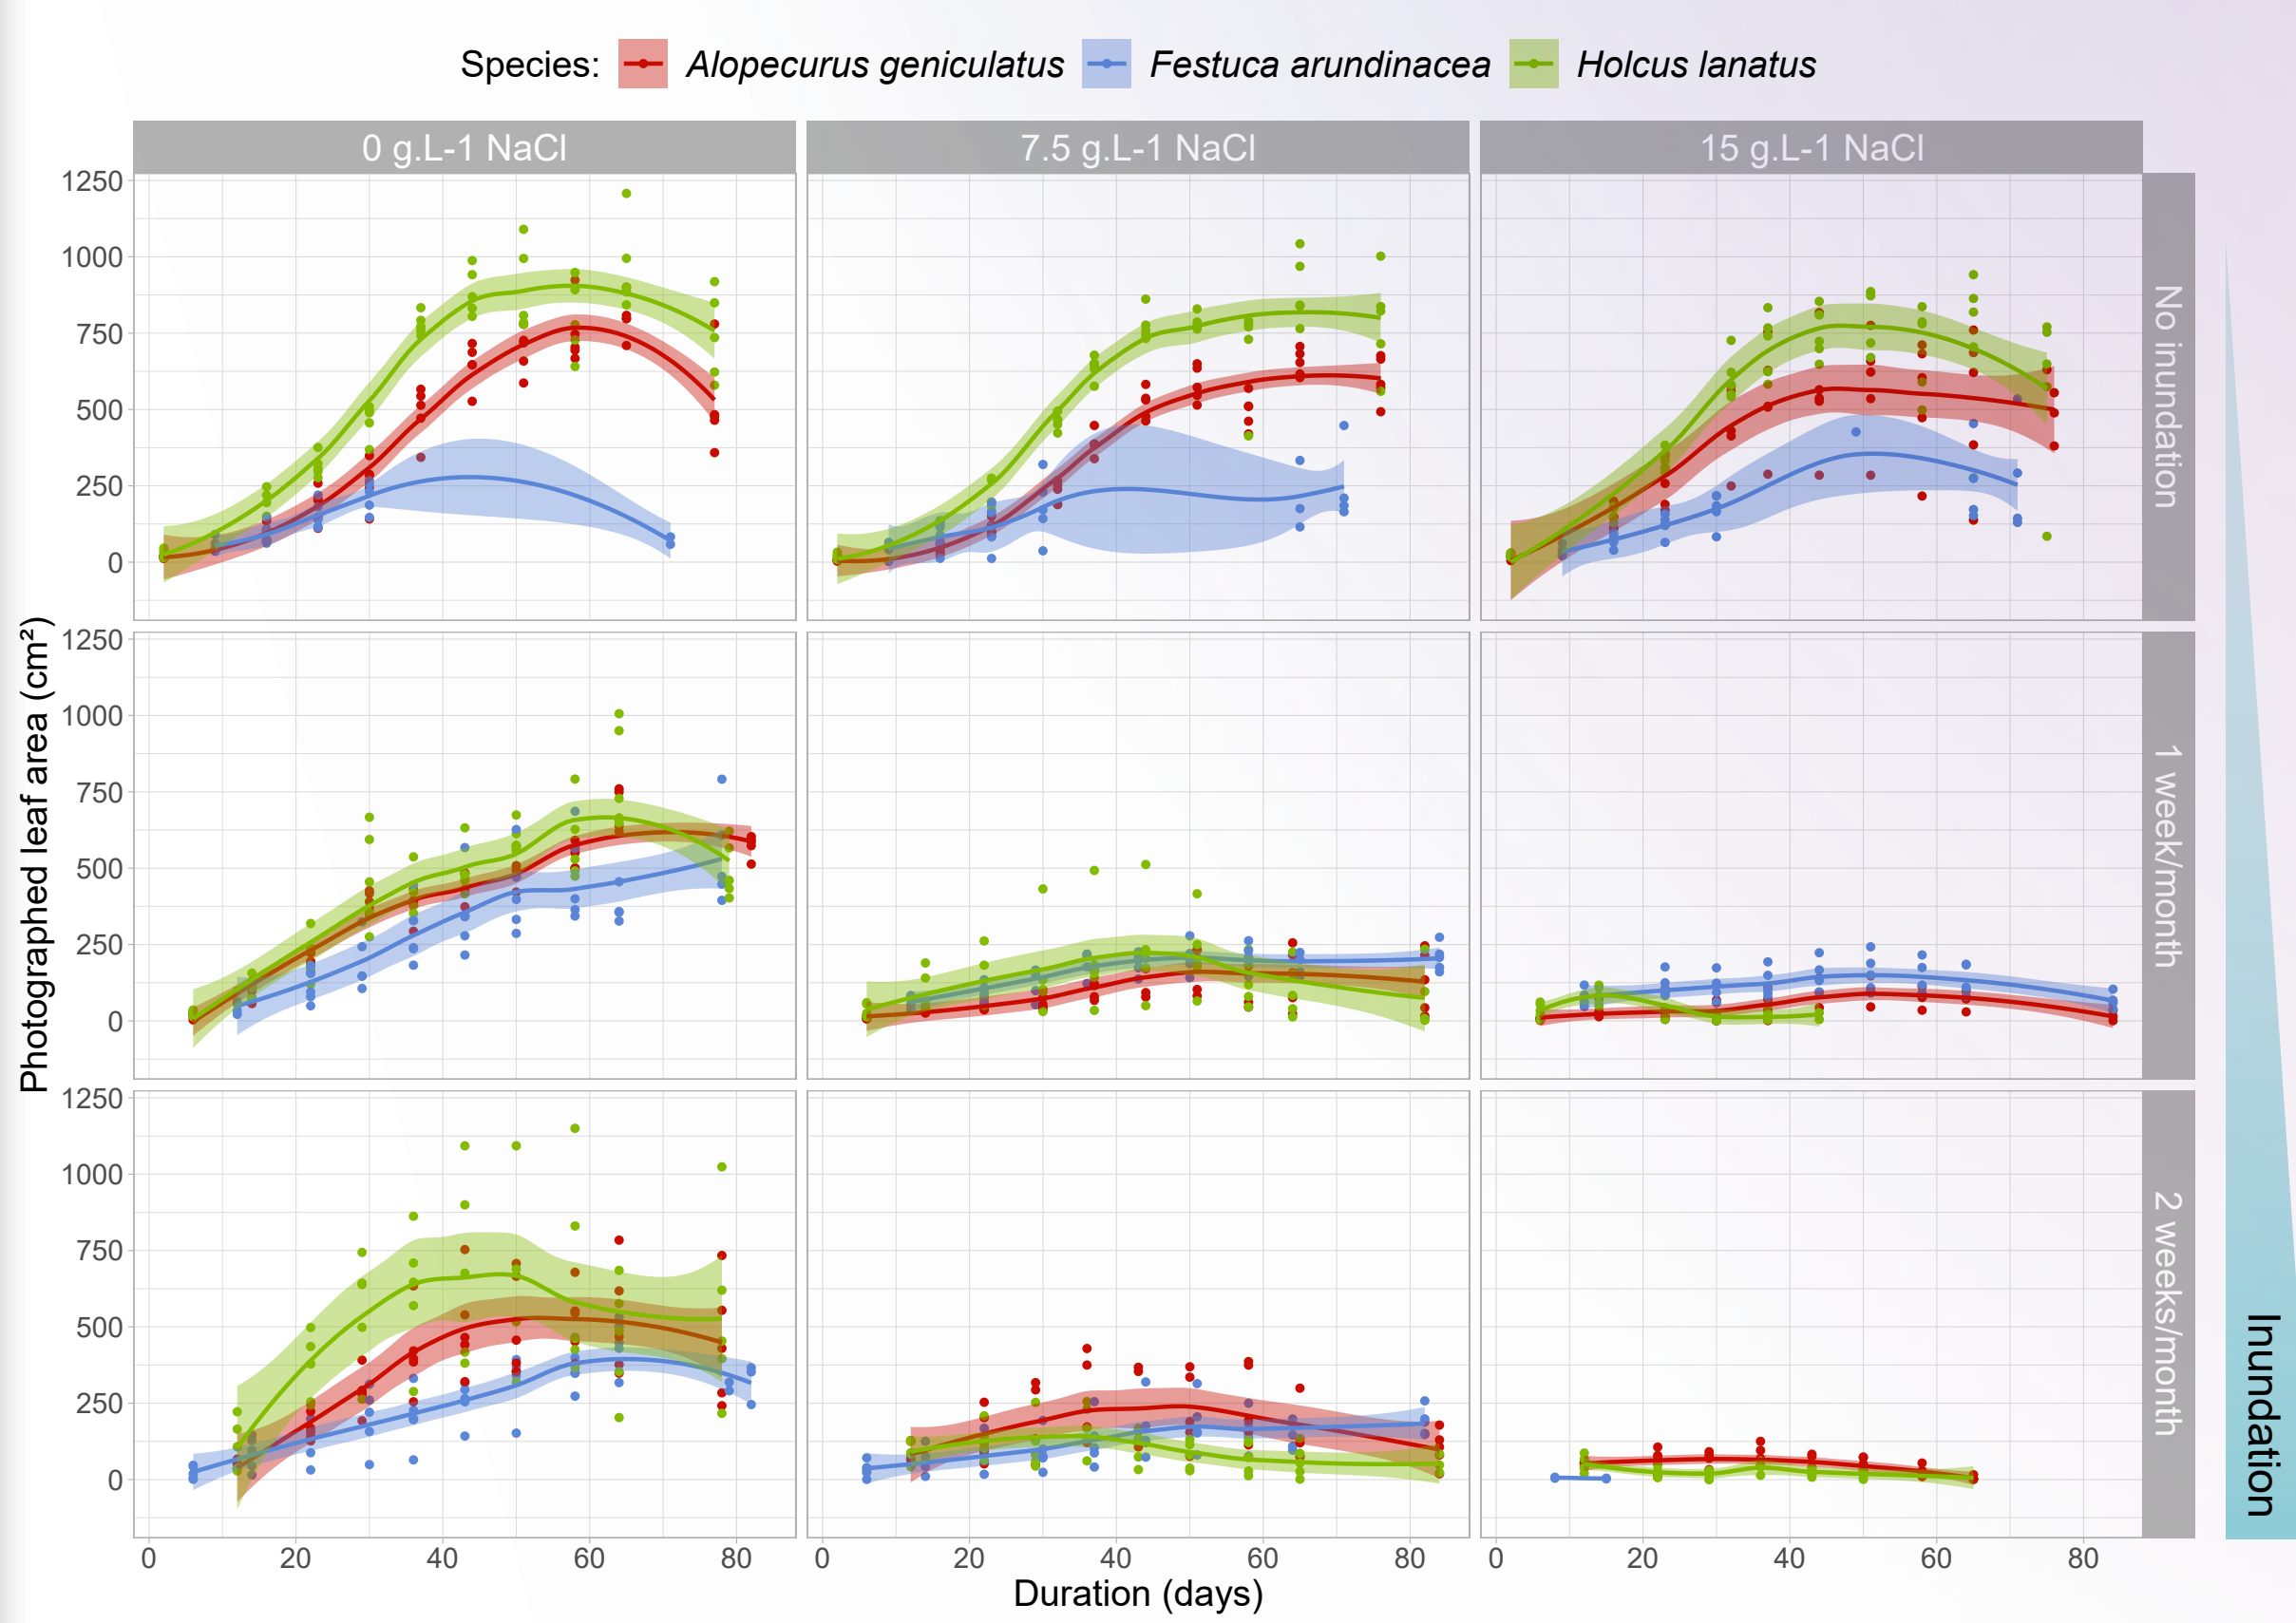 Species: Alopecurus geniculatus Festuca arundinacea Holcus lanatus
0 g.L-1 NaCl 7.5 g.L-1 NaCl 15 g.L-1 NaCl
Photographed leaf area (cm²)
1250
1000
750
500
250
0
No inundation
1250
1000
750
500
250
0
1 week/month
1250
1000
750
500
250
0
2 weeks/month
Inundation
0 20 40 60 80 0 20 40 60 80 0 20 40 60 80
Duration (days)